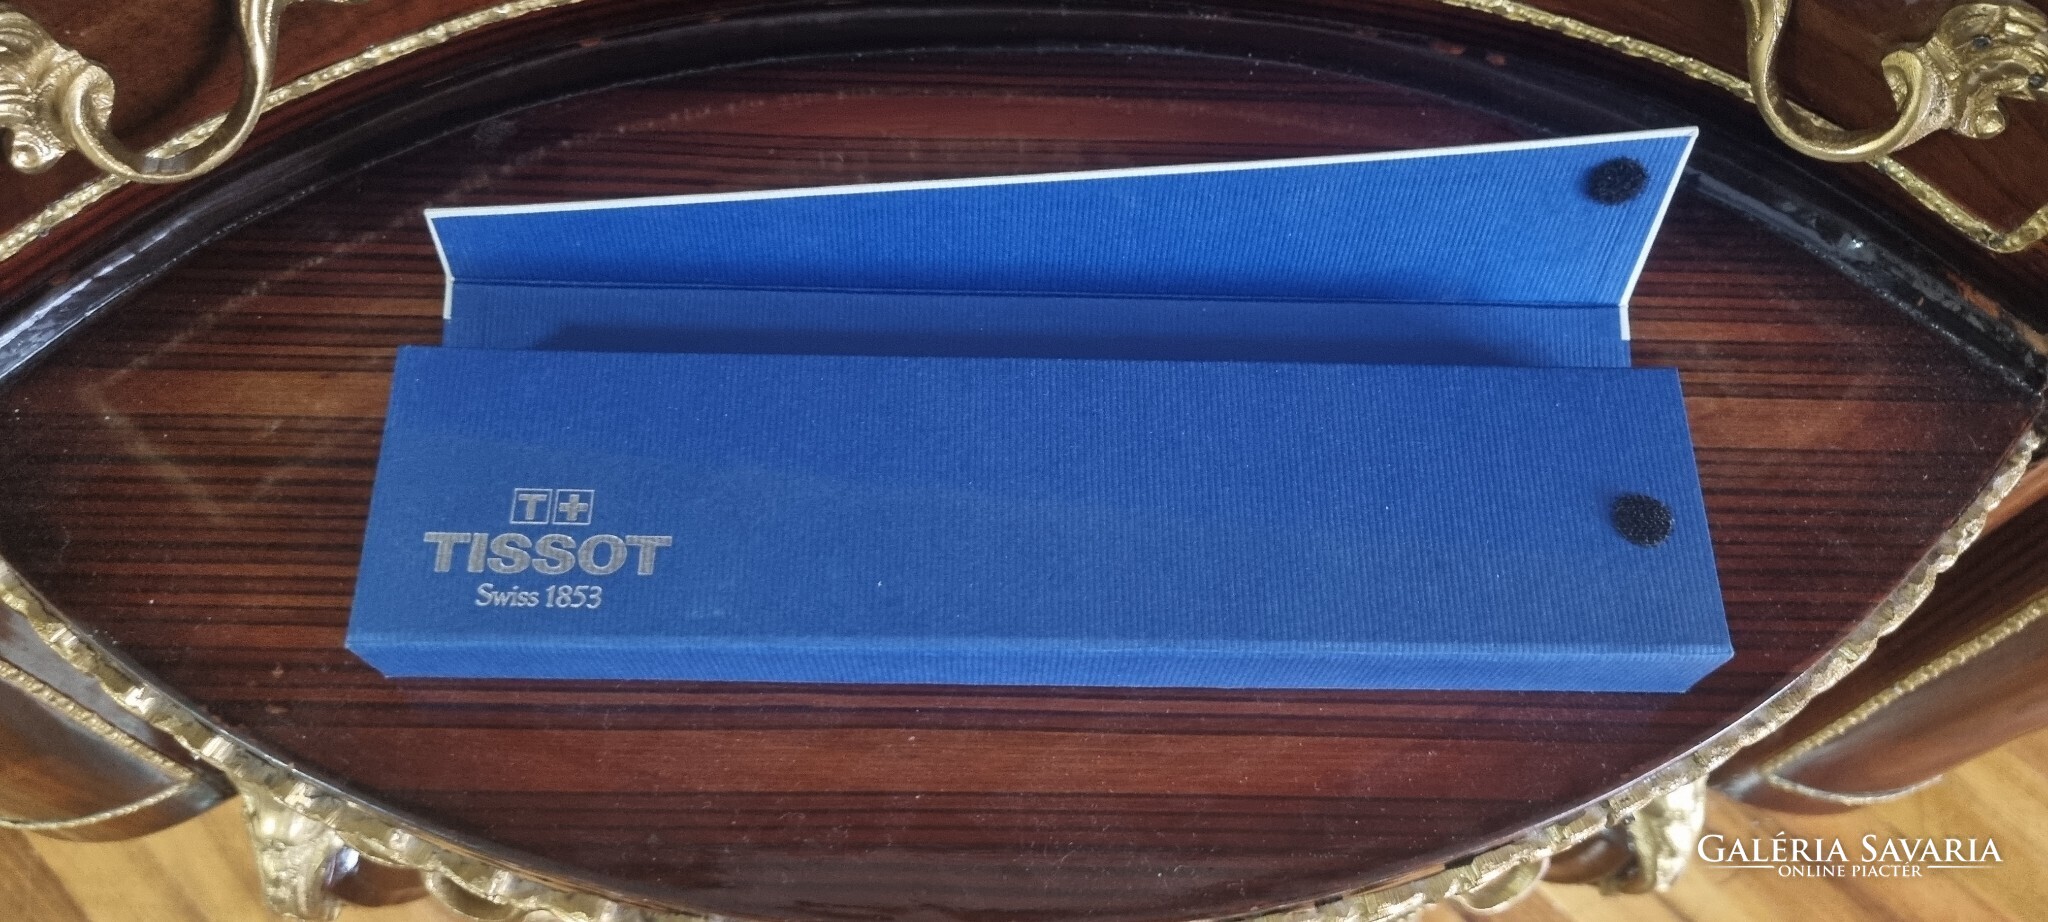 T+
TISSOT
Swiss 1853
GALÉRIA SAVARIA
ONLINE PIACTÉR